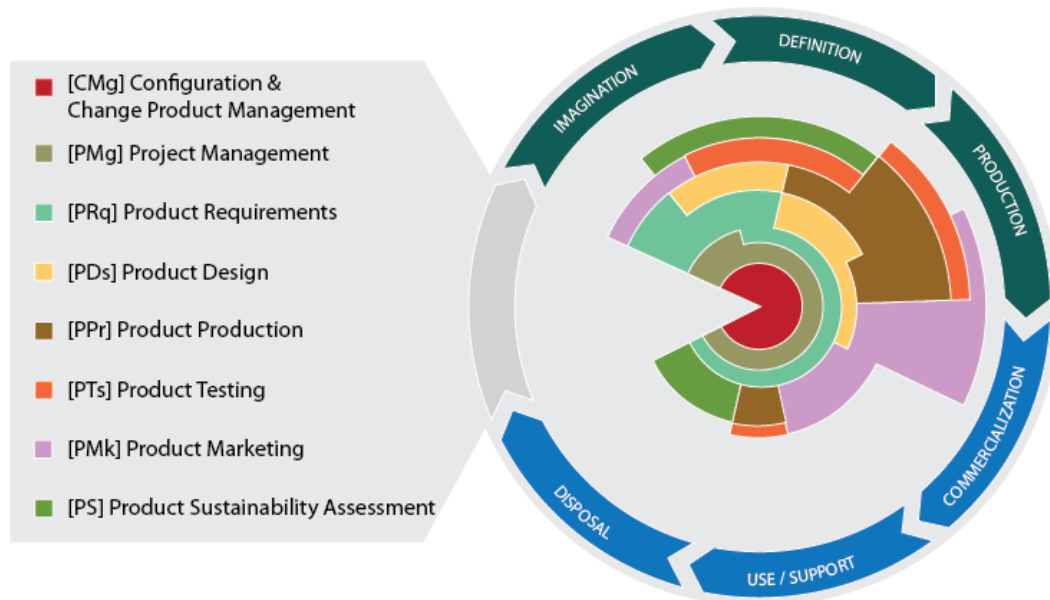 [CMg] Configuration &
Change Product Management
[PMg] Project Management
[PRq] Product Requirements
[PDs] Product Design
[PPr] Product Production
[PTs] Product Testing
[PMk] Product Marketing
[PS] Product Sustainability Assessment
IMAGINATION
DEFINITION
PRODUCTION
COMMERCIALIZATION
USE / SUPPORT
DISPOSAL